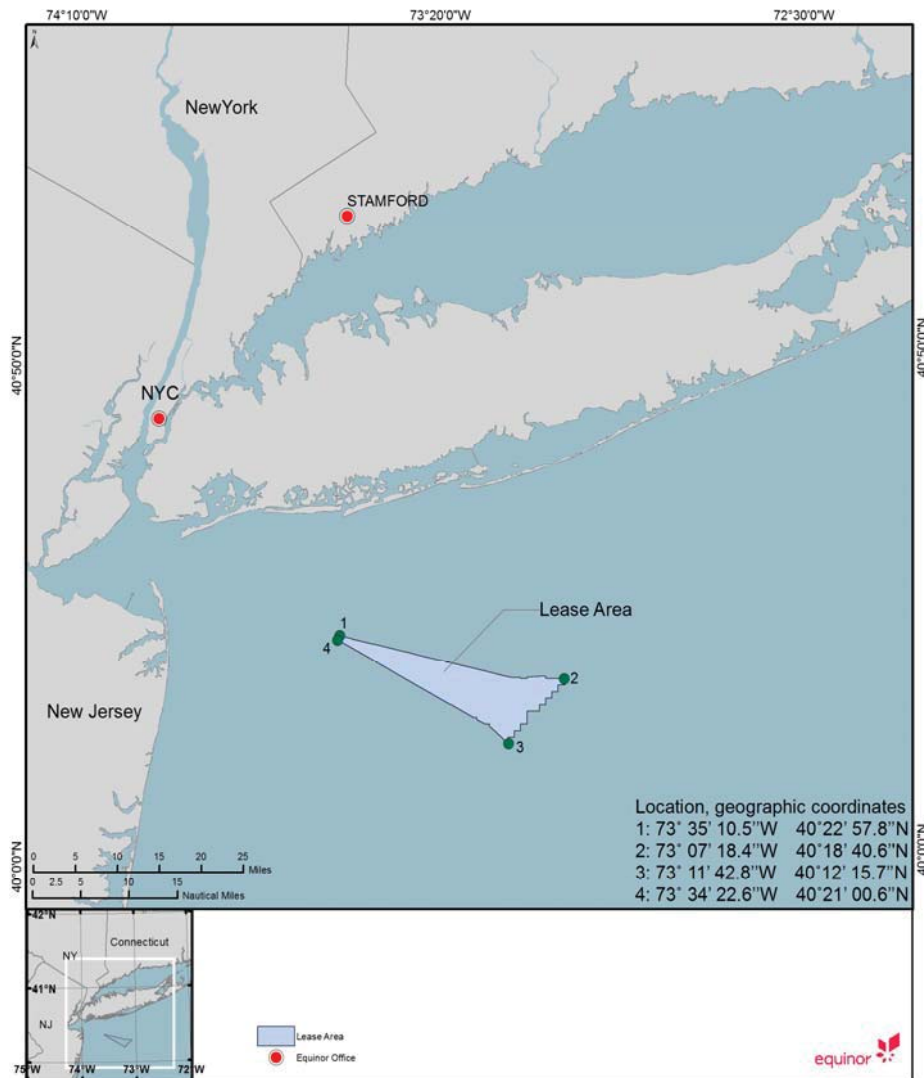 74°10'0"W 73°20'0"W 72°30'0"W
N
NewYork
STAMFORD
40°50'0"N 40°50'0"N
NYC
Lease Area
1
4
2
New Jersey
3
Location, geographic coordinates
1: 73° 35' 10.5''W 40°22' 57.8''N
2: 73° 07' 18.4''W 40°18' 40.6''N
3: 73° 11' 42.8''W 40°12' 15.7''N
4: 73° 34' 22.6''W 40°21' 00.6''N
40°0'0"N 40°0'0"N
0 5 10 15 20 25
Miles
0 2.5 5 10 15
Nautical Miles
42°N
Connecticut
NY
41°N
NJ
75°W 74°W 73°W 72°W
Lease Area
Equinor Office
equinor